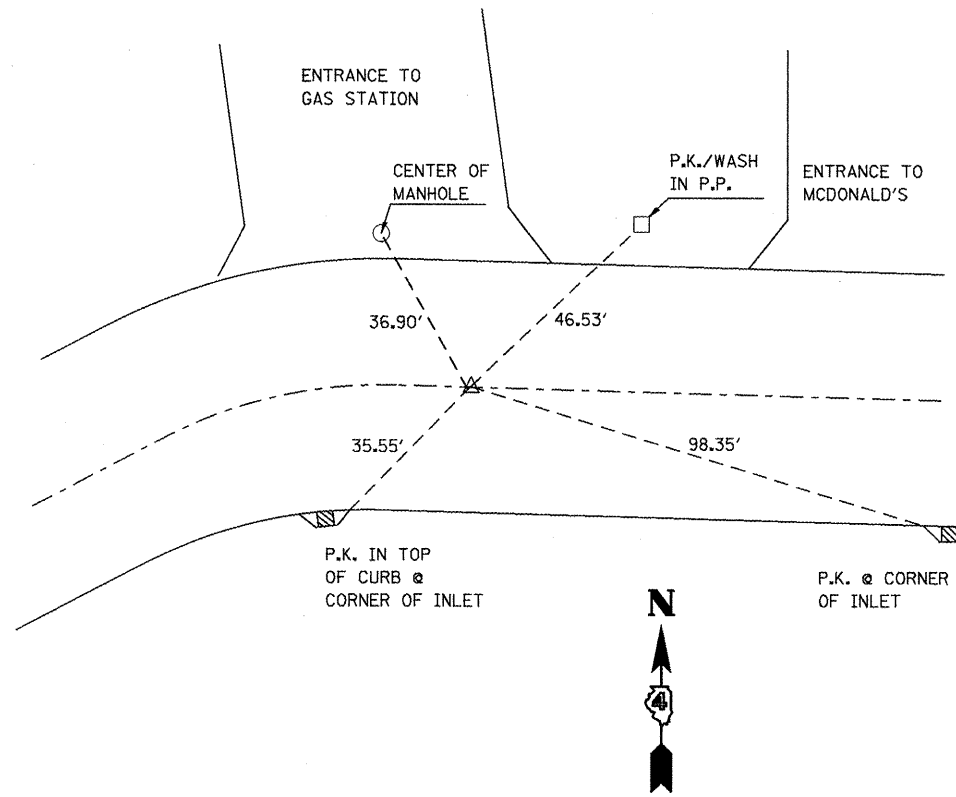 ENTRANCE TO
GAS STATION
CENTER OF
MANHOLE
P.K./WASH
IN P.P.
ENTRANCE TO
MCDONALD'S
36.90'
46.53'
35.55'
98.35'
P.K. IN TOP
OF CURB @
CORNER OF INLET
P.K. @ CORNER
OF INLET
N
4